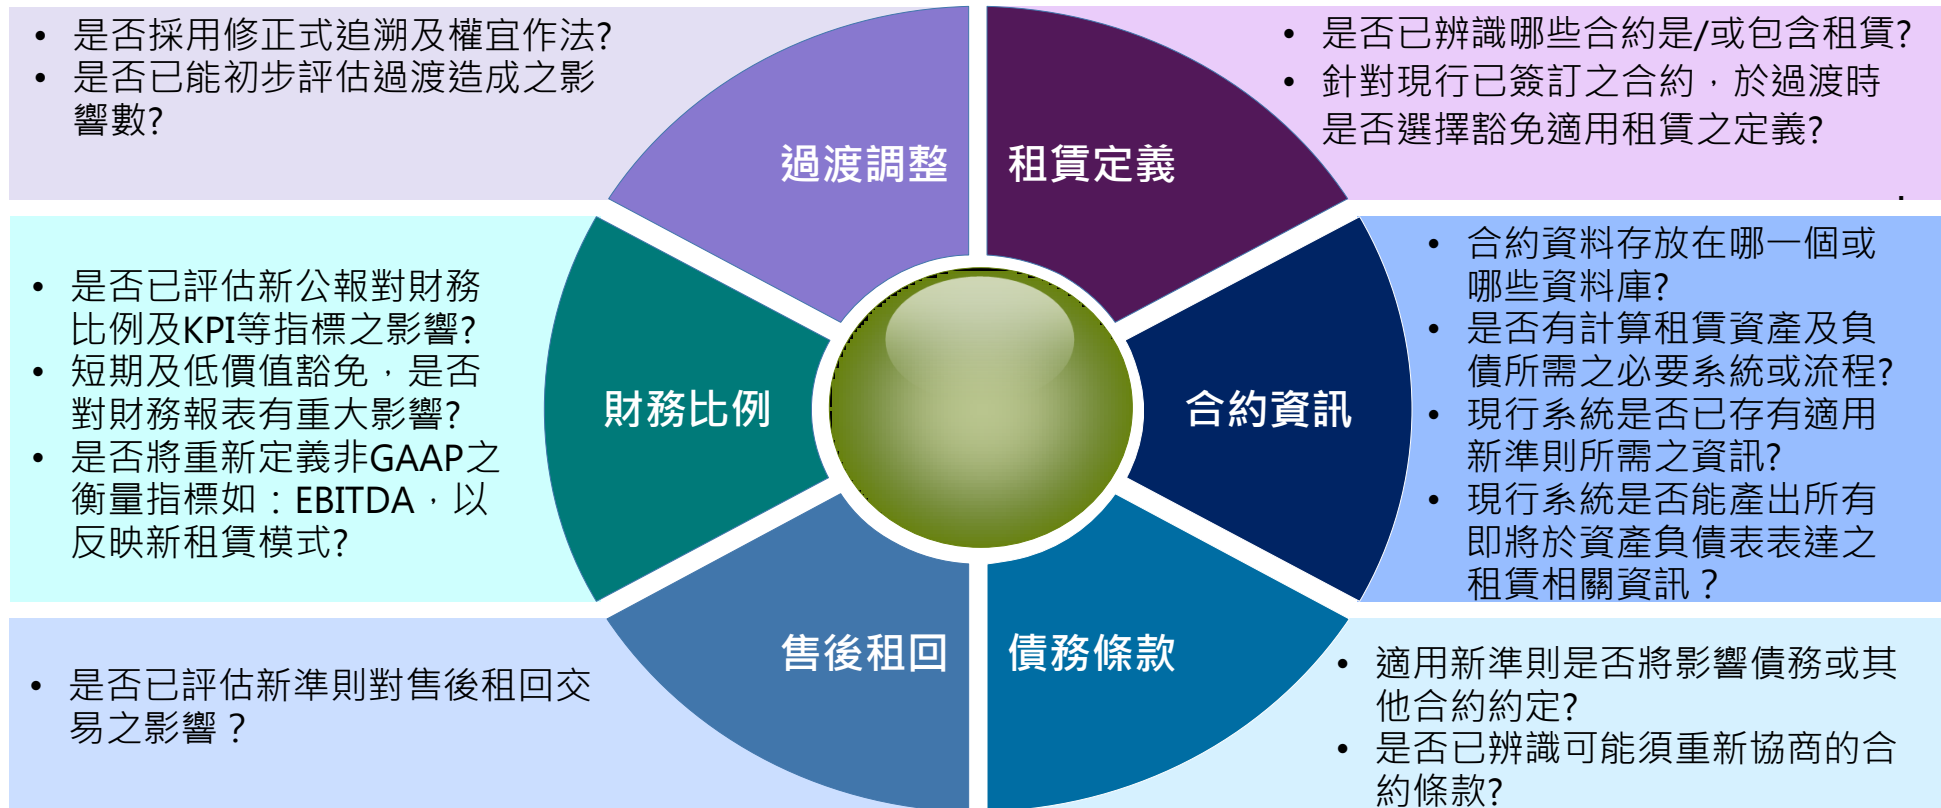 • 是否採用修正式追溯及權宜作法?
• 是否已能初步評估過渡造成之影
響數?
過渡調整
租賃定義
• 是否已辨識哪些合約是/或包含租賃?
• 針對現行已簽訂之合約，於過渡時
是否選擇豁免適用租賃之定義?
.
• 是否已評估新公報對財務
比例及KPI等指標之影響?
• 短期及低價值豁免，是否
對財務報表有重大影響?
• 是否將重新定義非GAAP之
衡量指標如：EBITDA，以
反映新租賃模式?
財務比例
合約資訊
• 合約資料存放在哪一個或
哪些資料庫?
• 是否有計算租賃資產及負
債所需之必要系統或流程?
• 現行系統是否已存有適用
新準則所需之資訊?
• 現行系統是否能產出所有
即將於資產負債表表達之
租賃相關資訊？
• 是否已評估新準則對售後租回交
易之影響？
售後租回
債務條款
• 適用新準則是否將影響債務或其
他合約約定?
• 是否已辨識可能須重新協商的合
約條款?